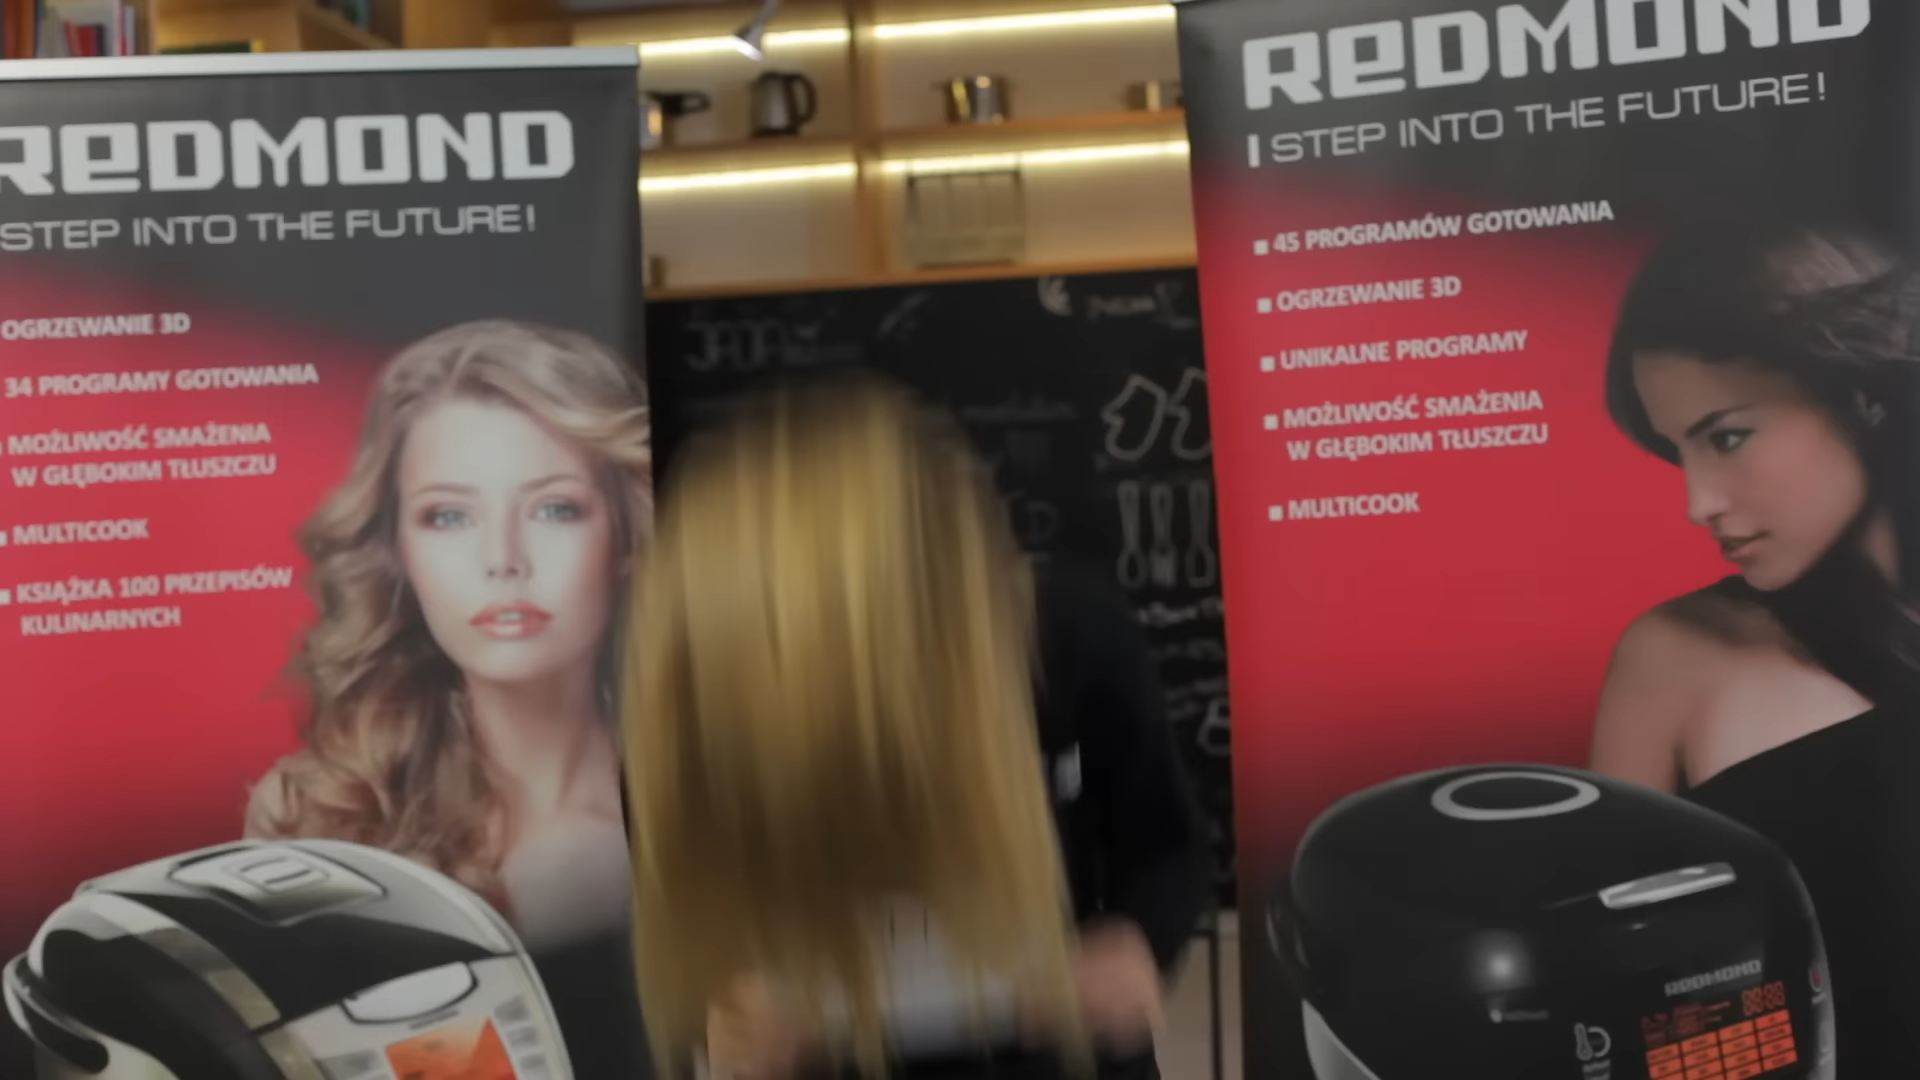 REDMOND
STEP INTO THE FUTURE!
OGRZEWANIE 3D
34 PROGRAMY GOTOWANIA
MOŻLIWOŚĆ SMAŻENIA
W GŁĘBOKIM TŁUSZCZU
MULTICOOK
KSIĄŻKA 100 PRZEPISÓW
KULINARNYCH
REDMOND
STEP INTO THE FUTURE!
45 PROGRAMÓW GOTOWANIA
OGRZEWANIE 3D
UNIKALNE PROGRAMY
MOŻLIWOŚĆ SMAŻENIA
W GŁĘBOKIM TŁUSZCZU
MULTICOOK
REDMOND